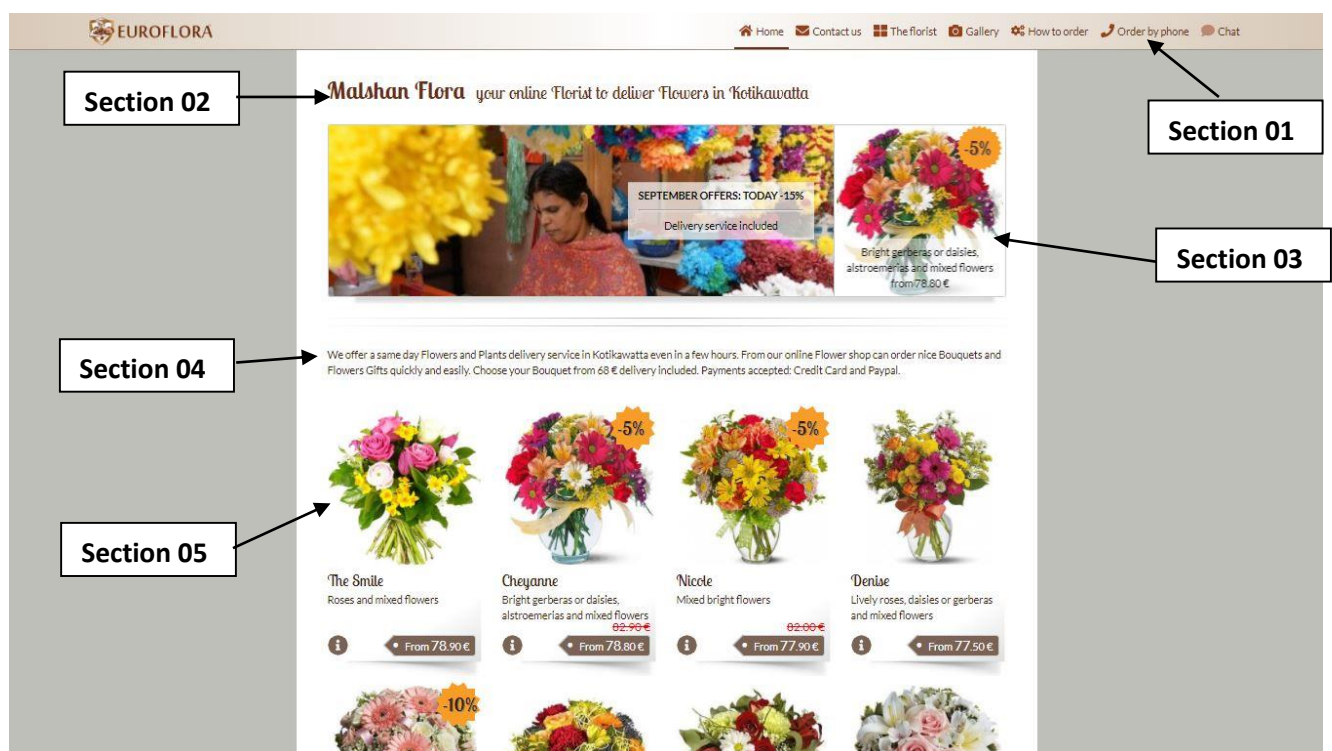 EUROFLORA
Home Contact us The florist Gallery How to order Order by phone Chat
Section 02
Malshan Flora your online Florist to deliver Flowers in Kotikawatta
Section 01
-5%
SEPTEMBER OFFERS: TODAY -15%
Delivery service included
Bright gerberas or daisies,
alstroemerias and mixed flowers
from 78.80 €
Section 03
Section 04
We offer a same day Flowers and Plants delivery service in Kotikawatta even in a few hours. From our online Flower shop can order nice Bouquets and
Flowers Gifts quickly and easily. Choose your Bouquet from 68 € delivery included. Payments accepted: Credit Card and Paypal.
-5%
-5%
Section 05
The Smile
Roses and mixed flowers
From 78.90 €
Cheyanne
Bright gerberas or daisies,
alstroemerias and mixed flowers
82.90 €
From 78.80 €
Nicole
Mixed bright flowers
82.00 €
From 77.90 €
Denise
Lively roses, daisies or gerberas
and mixed flowers
From 77.50 €
-10%